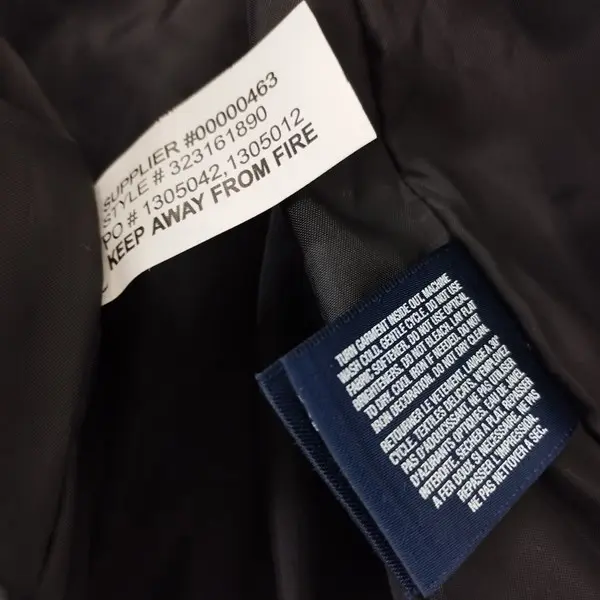 SUPPLIER #00000463
STYLE # 323161890
PO # 1305042, 1305012
KEEP AWAY FROM FIRE
TURN GARMENT INSIDE OUT, MACHINE
WASH COLD, GENTLE CYCLE. DO NOT USE
FABRIC SOFTENER. DO NOT USE OPTICAL
BRIGHTENERS. DO NOT BLEACH. LAY FLAT
TO DRY. COOL IRON IF NEEDED. DO NOT
IRON DECORATION. DO NOT DRY CLEAN.
RETOURNER LE VETEMENT, LAVAGE A 30
CYCLE, TEXTILES DELICATS. N'EMPLOYEZ
PAS D'ADOUCISSANT. NE PAS UTILISER
D'AZURANTS OPTIQUES. EAU DE JAVEL
INTERDITE. SECHER A PLAT. REPASSER
A FER DOUX SI NECESSAIRE. NE PAS
REPASSER L'IMPRESSION.
NE PAS NETTOYER A SEC.